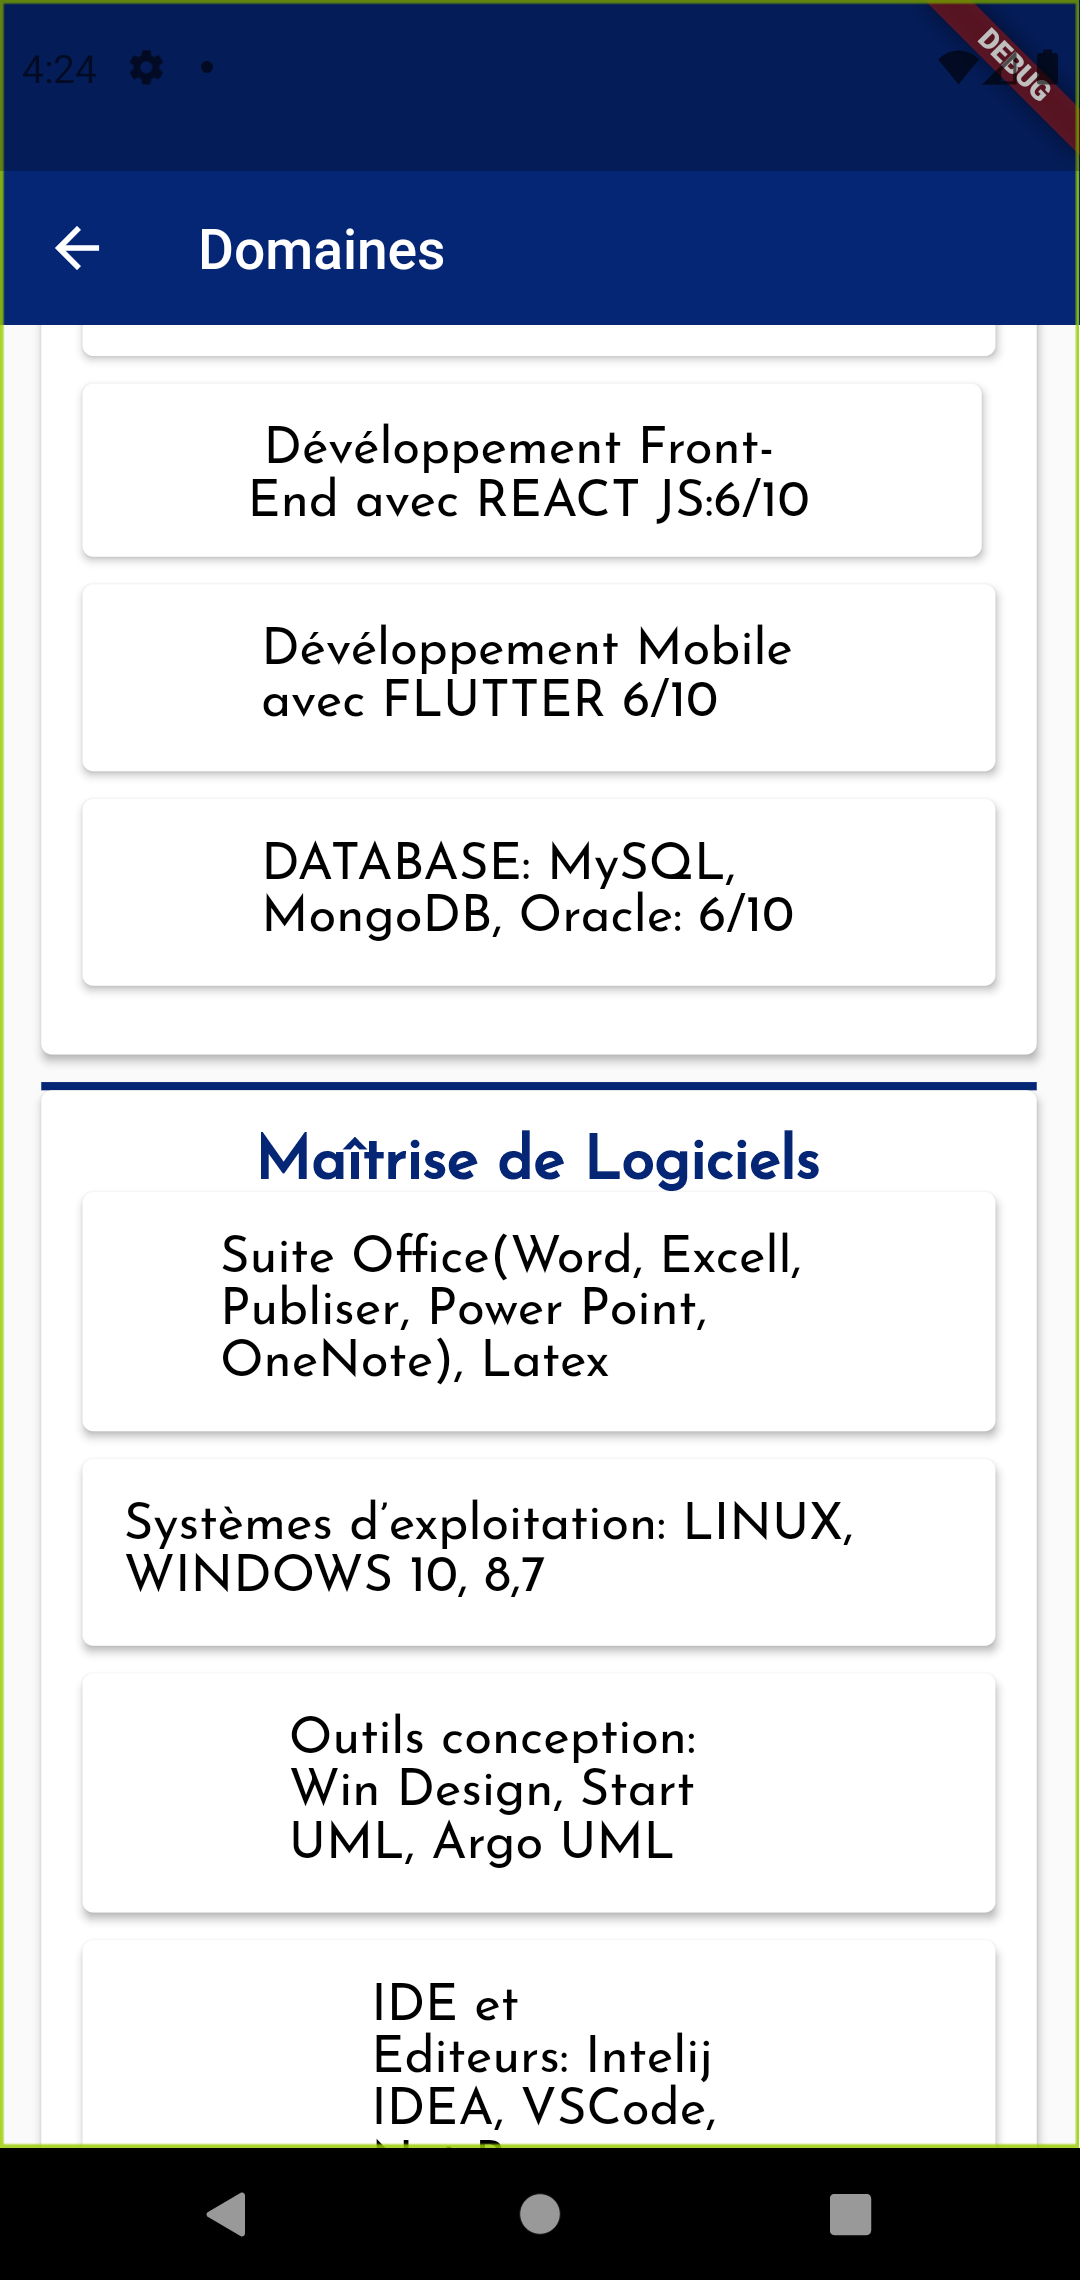 4:24
DEBUG
Domaines
Dévéloppement Front-
End avec REACT JS:6/10
Dévéloppement Mobile
avec FLUTTER 6/10
DATABASE: MySQL,
MongoDB, Oracle: 6/10
Maîtrise de Logiciels
Suite Office(Word, Excell,
Publiser, Power Point,
OneNote), Latex
Systèmes d’exploitation: LINUX,
WINDOWS 10, 8,7
Outils conception:
Win Design, Start
UML, Argo UML
IDE et
Editeurs: Intelij
IDEA, VSCode,